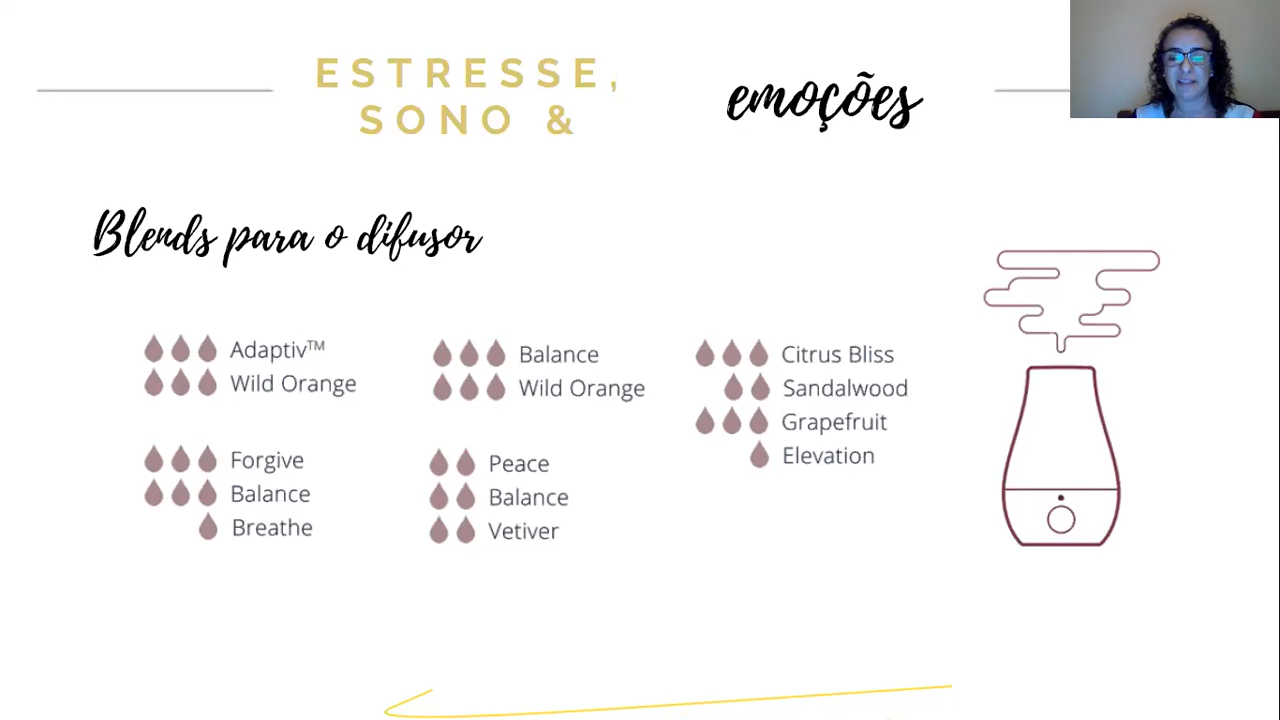 ESTRESSE,
SONO &
emoções
Blends para o difusor
Adaptiv™
Wild Orange
Forgive
Balance
Breathe
Balance
Wild Orange
Peace
Balance
Vetiver
Citrus Bliss
Sandalwood
Grapefruit
Elevation